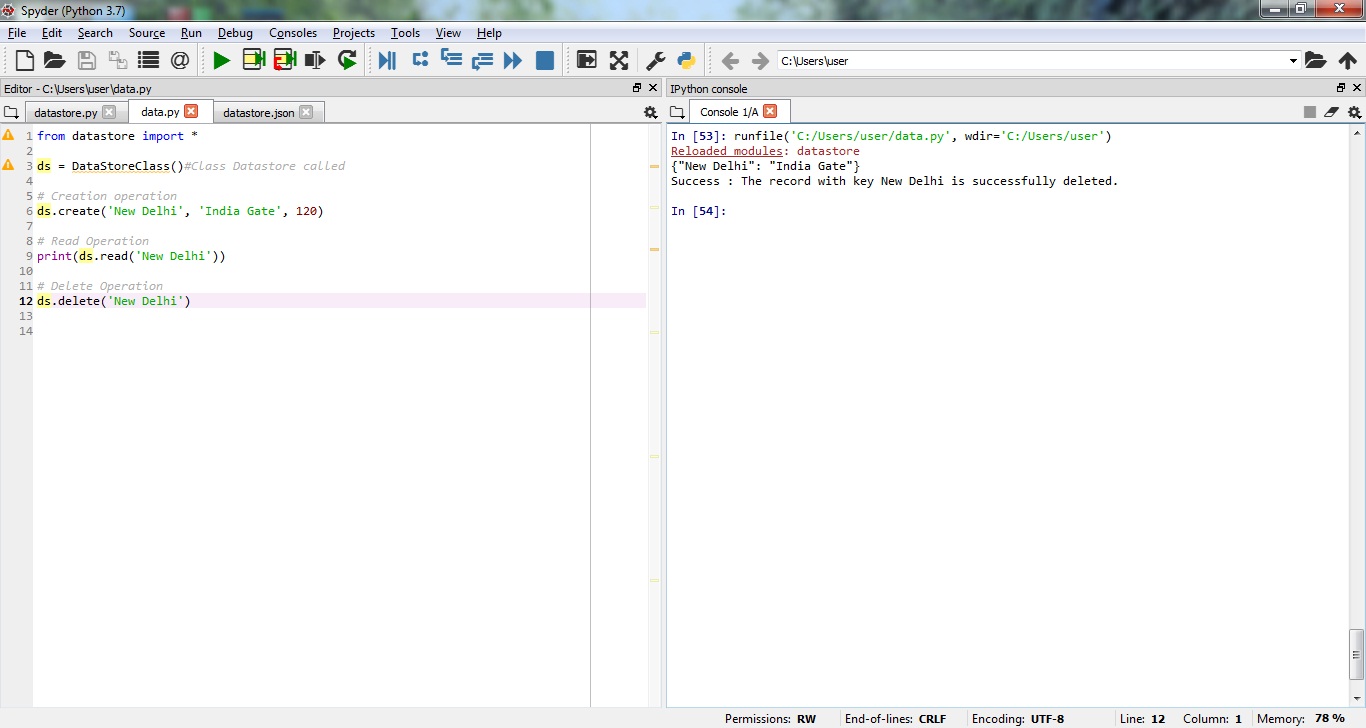 Spyder (Python 3.7)
File Edit Search Source Run Debug Consoles Projects Tools View Help
C:\Users\user
Editor - C:\Users\user\data.py
datastore.py data.py datastore.json
1 from datastore import *
2
3 ds = DataStoreClass()#Class Datastore called
4
5 # Creation operation
6 ds.create('New Delhi', 'India Gate', 120)
7
8 # Read Operation
9 print(ds.read('New Delhi'))
10
11 # Delete Operation
12 ds.delete('New Delhi')
13
14
IPython console
Console 1/A
In [53]: runfile('C:/Users/user/data.py', wdir='C:/Users/user')
Reloaded modules: datastore
{"New Delhi": "India Gate"}
Success : The record with key New Delhi is successfully deleted.
In [54]:
Permissions: RW End-of-lines: CRLF Encoding: UTF-8 Line: 12 Column: 1 Memory: 78 %